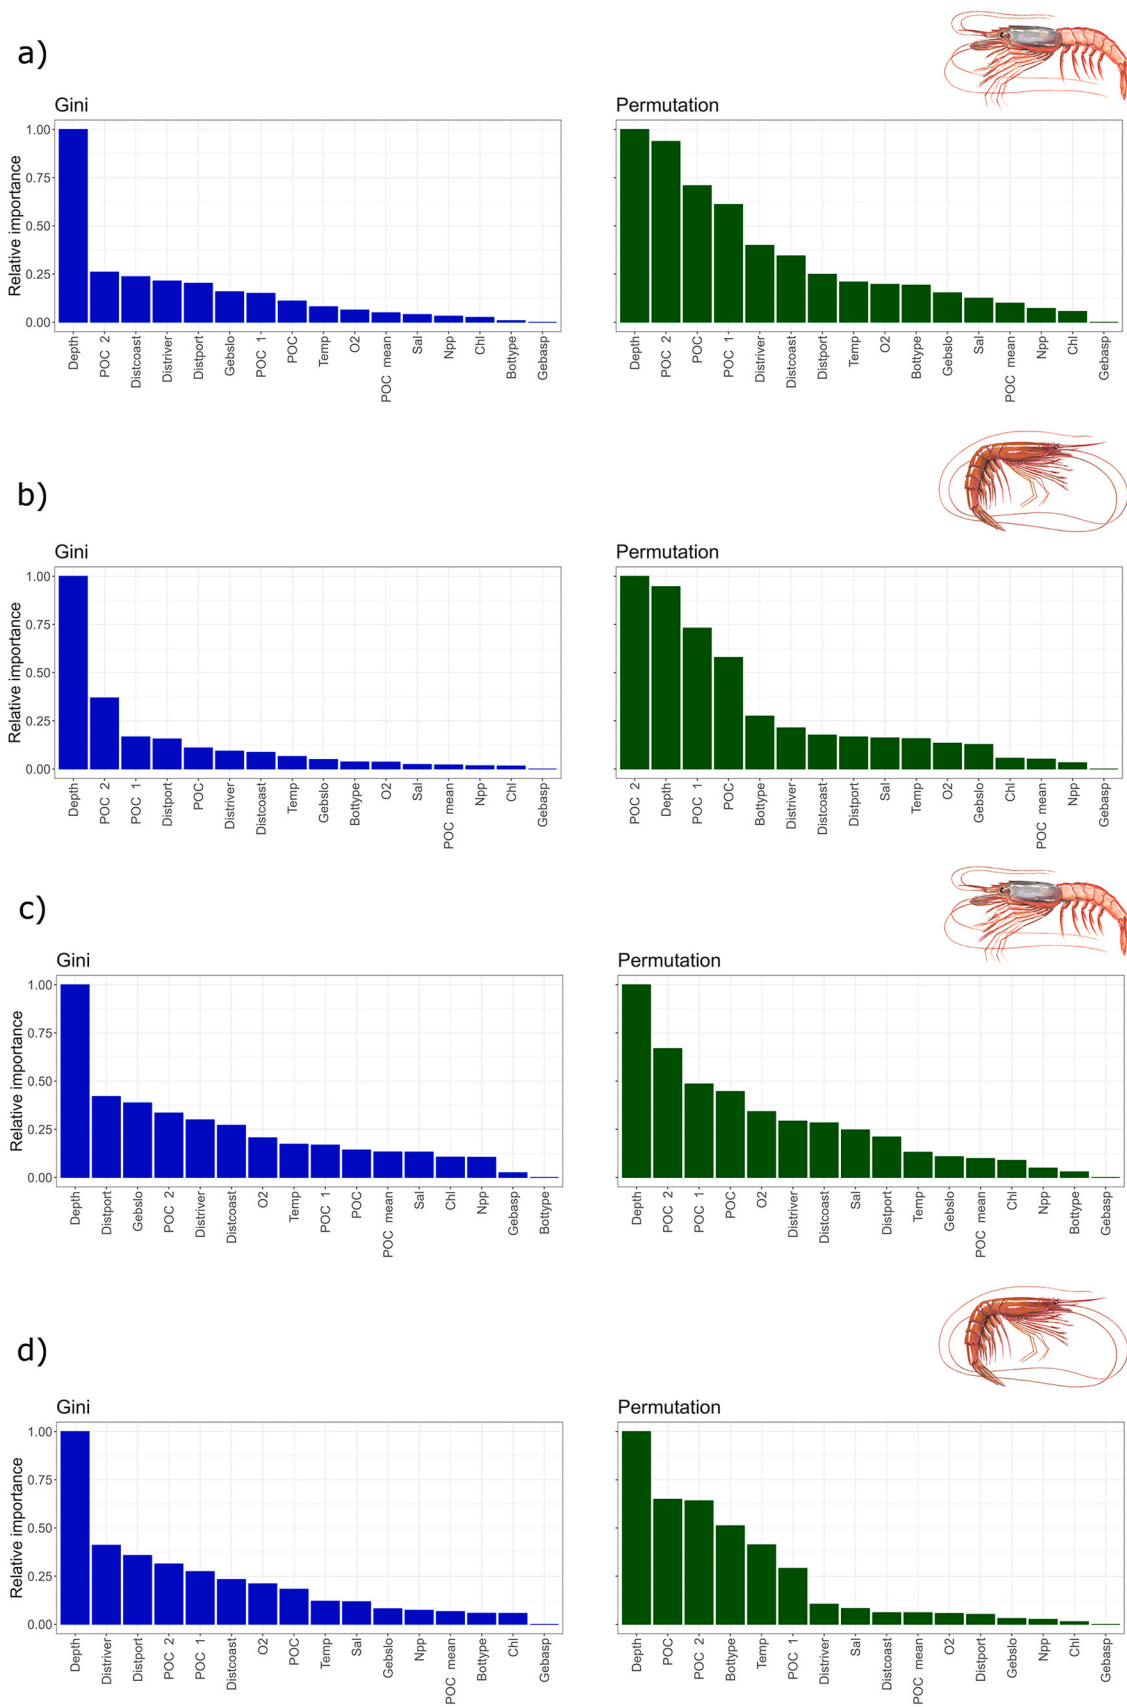 a)
Gini
Permutation
Relative importance
1.00
0.75
0.50
0.25
0.00
Depth
POC 2
Distcoast
Distriver
Distport
Gebslo
POC 1
POC
Temp
O2
POC mean
Sal
Npp
Chl
Bottype
Gebasp
Depth
POC 2
POC
POC 1
Distriver
Distcoast
Distport
Temp
O2
Bottype
Gebslo
Sal
POC mean
Npp
Chl
Gebasp
b)
Gini
Permutation
Relative importance
1.00
0.75
0.50
0.25
0.00
Depth
POC 2
POC 1
Distport
POC
Distriver
Distcoast
Temp
Gebslo
Bottype
O2
Sal
POC mean
Npp
Chl
Gebasp
POC 2
Depth
POC 1
POC
Bottype
Distriver
Distcoast
Distport
Sal
Temp
O2
Gebslo
Chl
POC mean
Npp
Gebasp
c)
Gini
Permutation
Relative importance
1.00
0.75
0.50
0.25
0.00
Depth
Distport
Gebslo
POC 2
Distriver
Distcoast
O2
Temp
POC 1
POC
POC mean
Sal
Chl
Npp
Gebasp
Bottype
Depth
POC 2
POC 1
POC
O2
Distriver
Distcoast
Sal
Distport
Temp
Gebslo
POC mean
Chl
Npp
Bottype
Gebasp
d)
Gini
Permutation
Relative importance
1.00
0.75
0.50
0.25
0.00
Depth
Distriver
Distport
POC 2
POC 1
Distcoast
O2
POC
Temp
Sal
Gebslo
Npp
POC mean
Bottype
Chl
Gebasp
Depth
POC
POC 2
Bottype
Temp
POC 1
Distriver
Sal
Distcoast
POC mean
O2
Distport
Gebslo
Npp
Chl
Gebasp